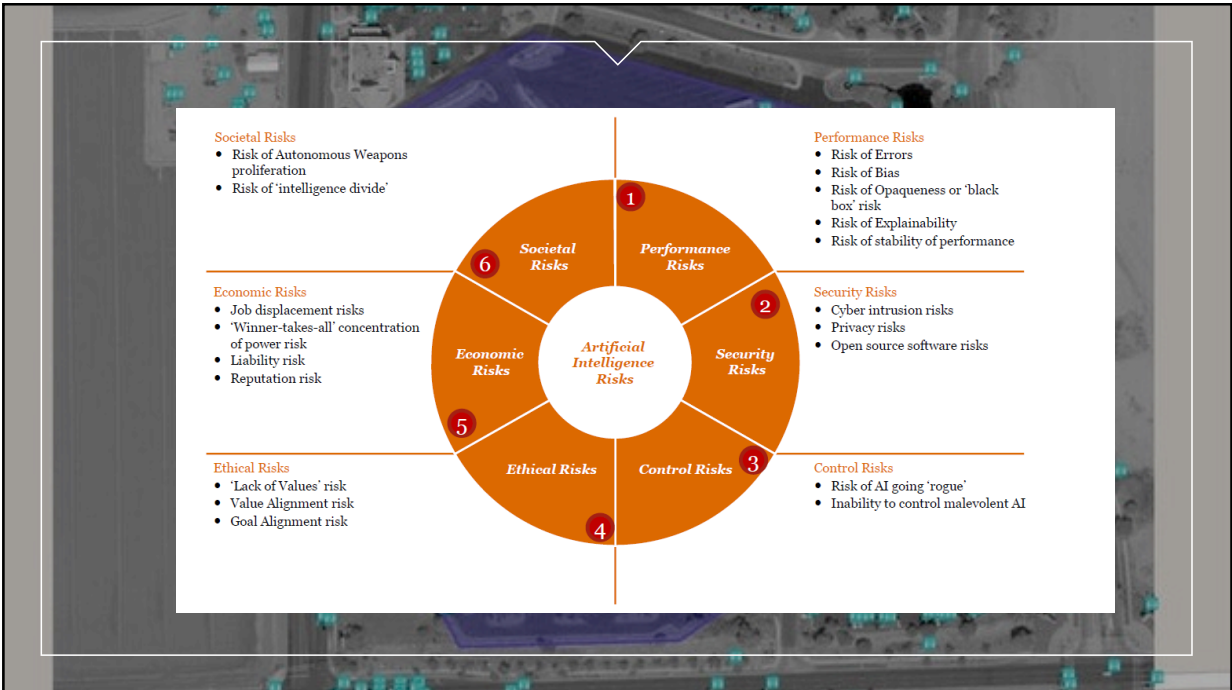 Societal Risks
• Risk of Autonomous Weapons
proliferation
• Risk of ‘intelligence divide’
Performance Risks
• Risk of Errors
• Risk of Bias
• Risk of Opaqueness or ‘black
box’ risk
• Risk of Explainability
• Risk of stability of performance
1
Societal
Risks
Performance
Risks
6
2
Economic Risks
• Job displacement risks
• ‘Winner-takes-all’ concentration
of power risk
• Liability risk
• Reputation risk
Security Risks
• Cyber intrusion risks
• Privacy risks
• Open source software risks
Economic
Risks
Artificial
Intelligence
Risks
Security
Risks
5
3
Ethical Risks
• ‘Lack of Values’ risk
• Value Alignment risk
• Goal Alignment risk
Ethical Risks
Control Risks
4
Control Risks
• Risk of AI going ‘rogue’
• Inability to control malevolent AI